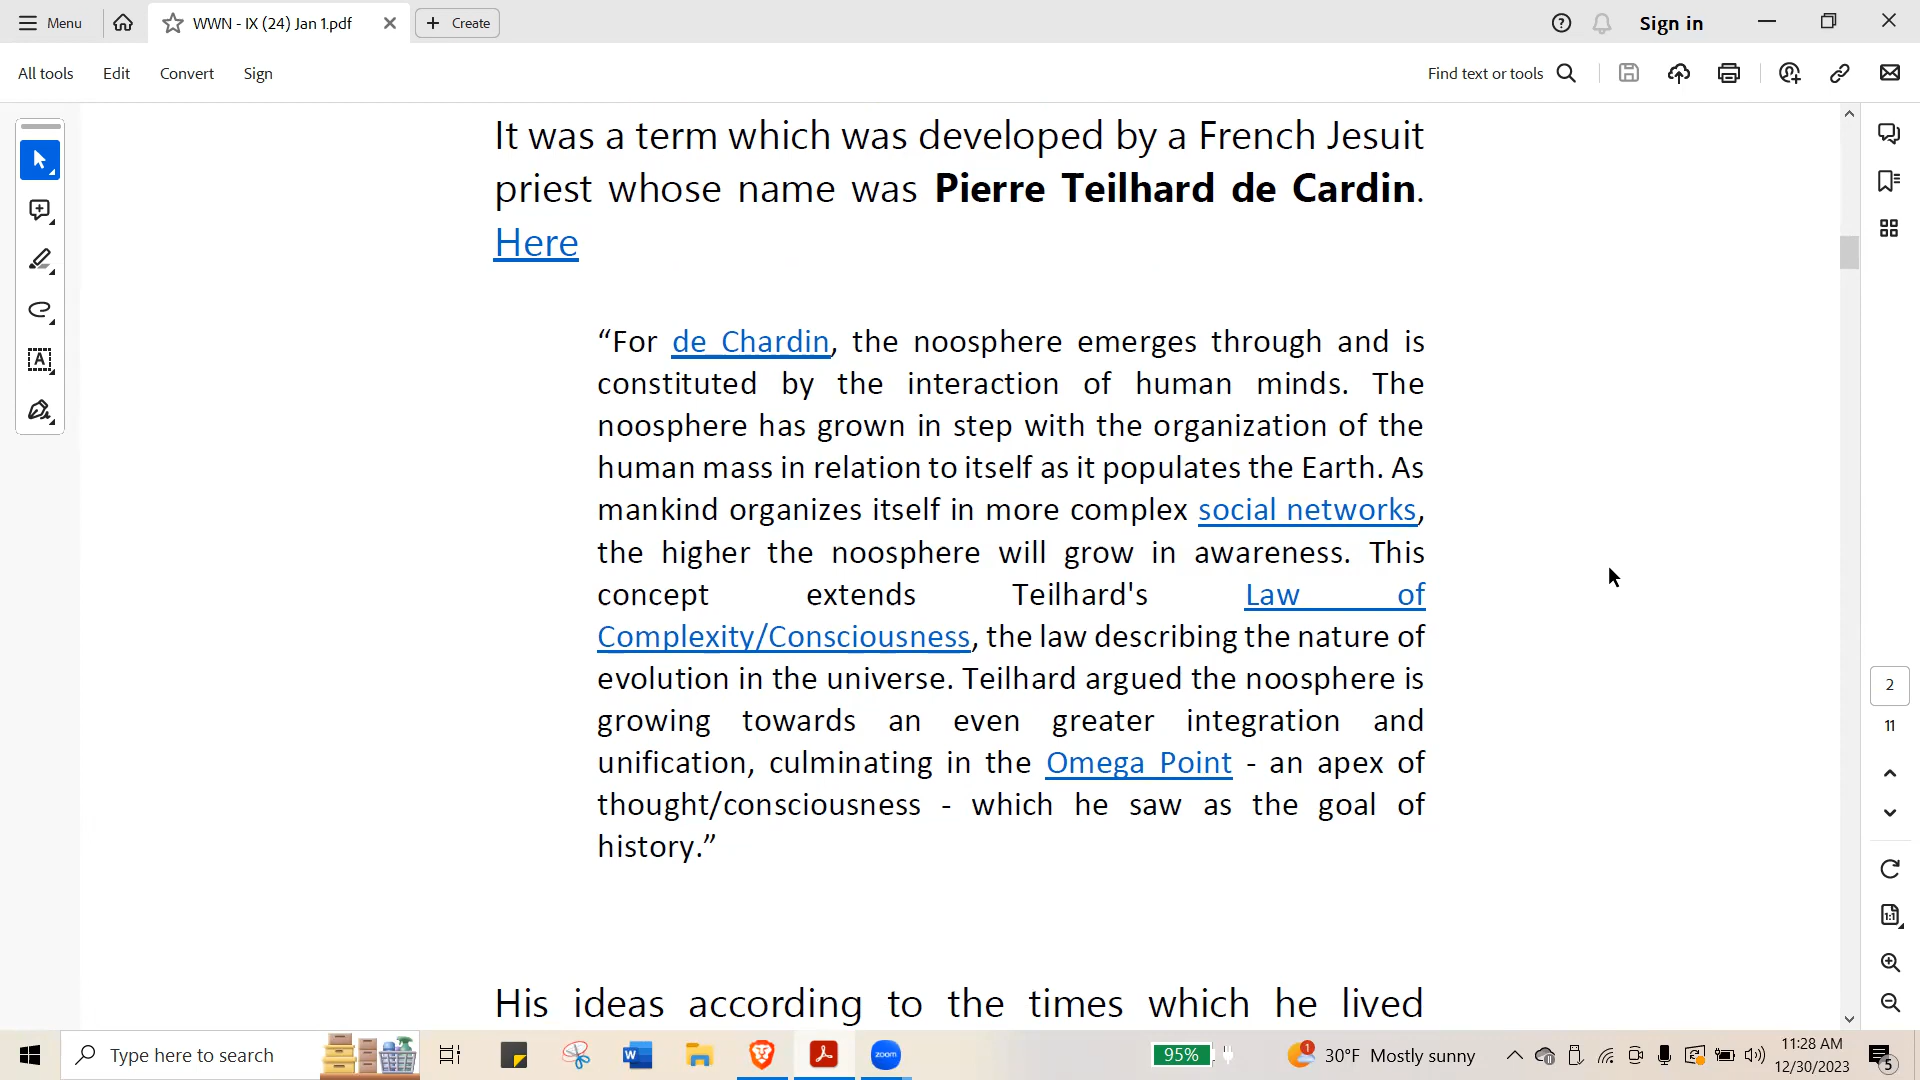 Menu
WWN - IX (24) Jan 1.pdf
Create
Sign in
All tools
Edit
Convert
Sign
Find text or tools
It was a term which was developed by a French Jesuit
priest whose name was Pierre Teilhard de Cardin.
Here
“For de Chardin, the noosphere emerges through and is
constituted by the interaction of human minds. The
noosphere has grown in step with the organization of the
human mass in relation to itself as it populates the Earth. As
mankind organizes itself in more complex social networks,
the higher the noosphere will grow in awareness. This
concept extends Teilhard's Law of
Complexity/Consciousness, the law describing the nature of
evolution in the universe. Teilhard argued the noosphere is
growing towards an even greater integration and
unification, culminating in the Omega Point - an apex of
thought/consciousness - which he saw as the goal of
history.”
His ideas according to the times which he lived
2
11
Type here to search
zoom
95%
1
30°F Mostly sunny
11:28 AM
12/30/2023
5